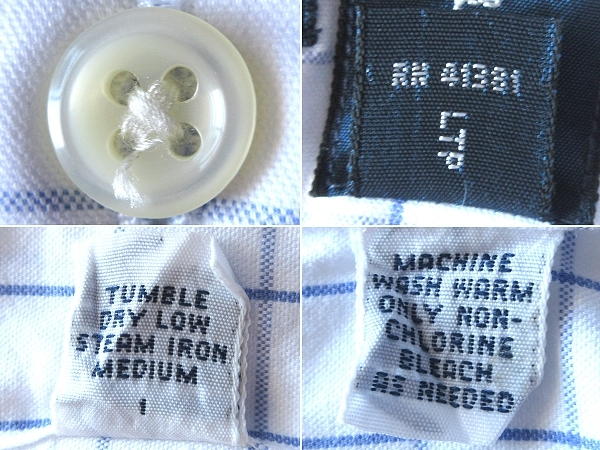 RN 41381
LTP
TUMBLE
DRY LOW
STEAM IRON
MEDIUM
1
MACHINE
WASH WARM
ONLY NON-
CHLORINE
BLEACH
AS NEEDED